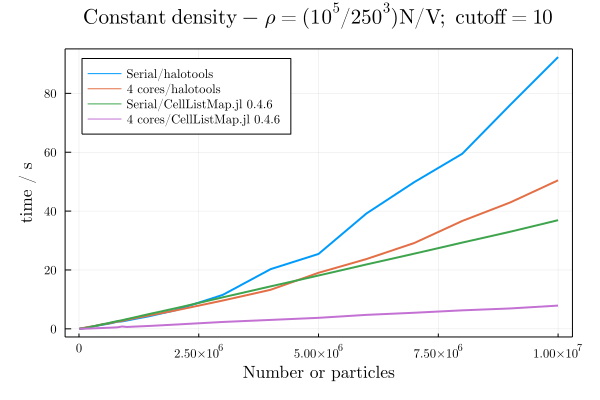 Constant density − ρ = (10⁵/250³)N/V; cutoff = 10
Serial/halotools
4 cores/halotools
Serial/CellListMap.jl 0.4.6
4 cores/CellListMap.jl 0.4.6
time / s
80
60
40
20
0
0 2.50×10⁶ 5.00×10⁶ 7.50×10⁶ 1.00×10⁷
Number or particles